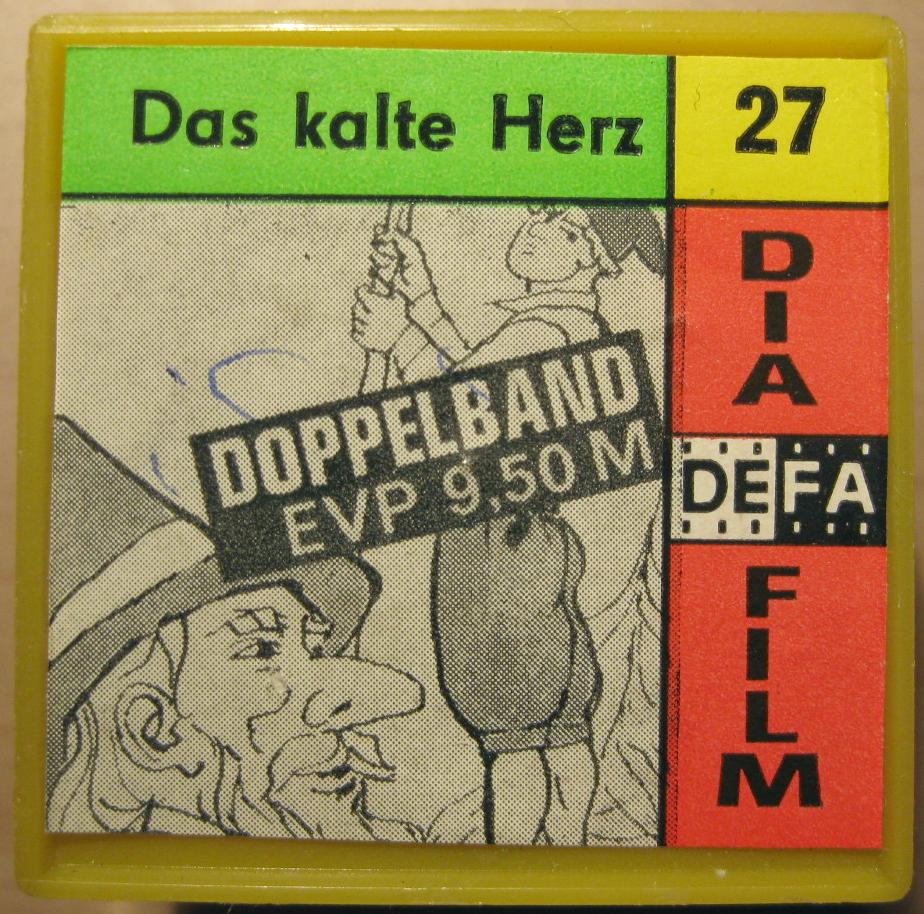 Das kalte Herz
27
DIA
DEFA
FILM
DOPPELBAND
EVP 9,50 M